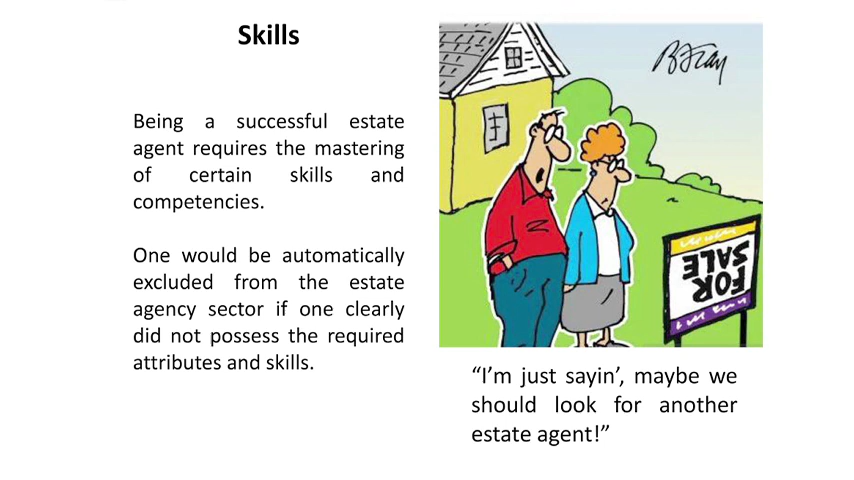 Skills
Being a successful estate
agent requires the mastering
of certain skills and
competencies.
One would be automatically
excluded from the estate
agency sector if one clearly
did not possess the required
attributes and skills.
FOR
SALE
“I’m just sayin’, maybe we
should look for another
estate agent!”